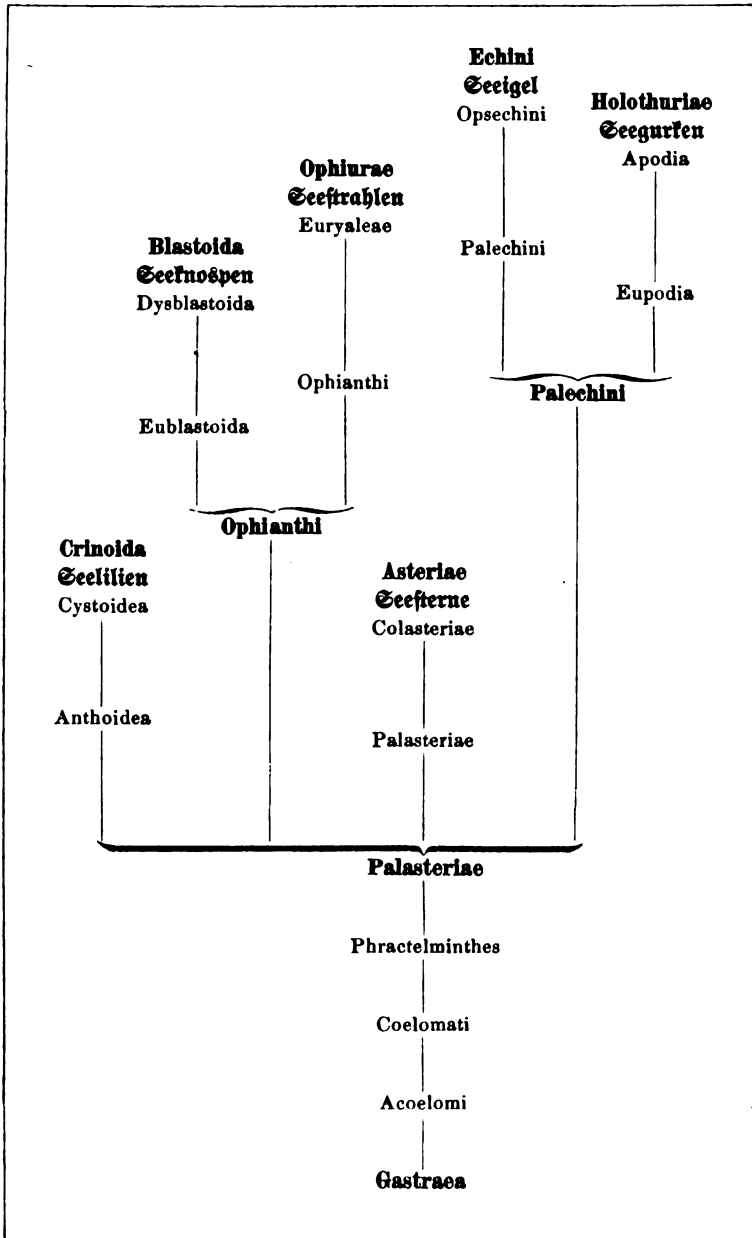 Echini
Seeigel
Opsechini
Holothuriae
Seegurken
Apodia
Ophiurae
Seestrahlen
Euryaleae
Blastoida
Seeknospen
Dysblastoida
Palechini
Eupodia
Ophianthi
Palechini
Eublastoida
Ophianthi
Crinoida
Seelilien
Cystoidea
Asteriae
Seesterne
Colasteriae
Anthoidea
Palasteriae
Palasteriae
Phractelminthes
Coelomati
Acoelomi
Gastraea